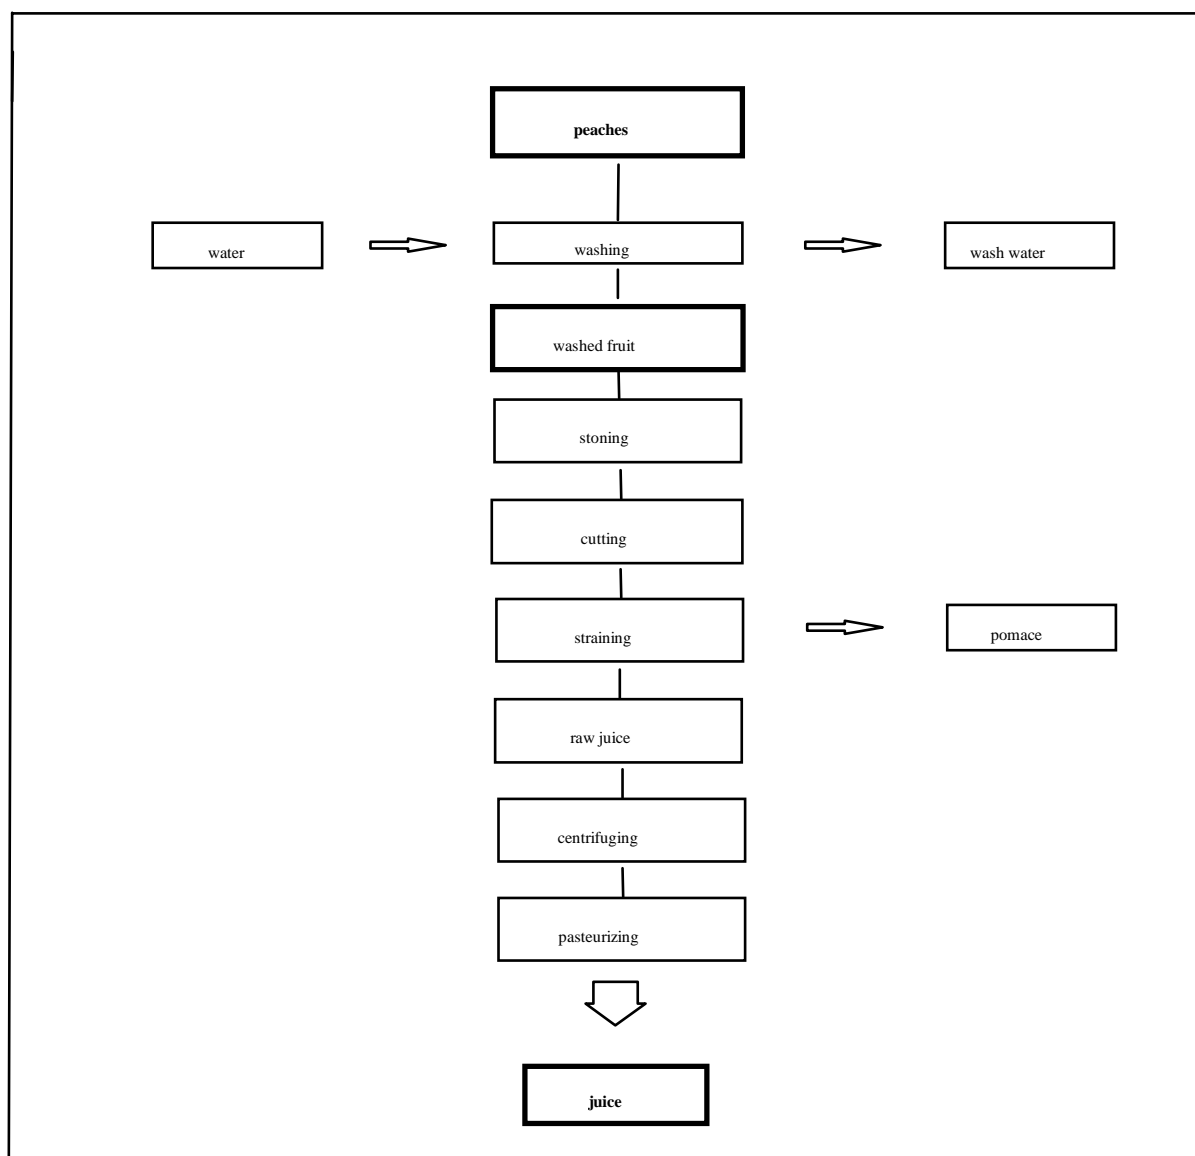 peaches
water
washing
wash water
washed fruit
stoning
cutting
straining
pomace
raw juice
centrifuging
pasteurizing
juice